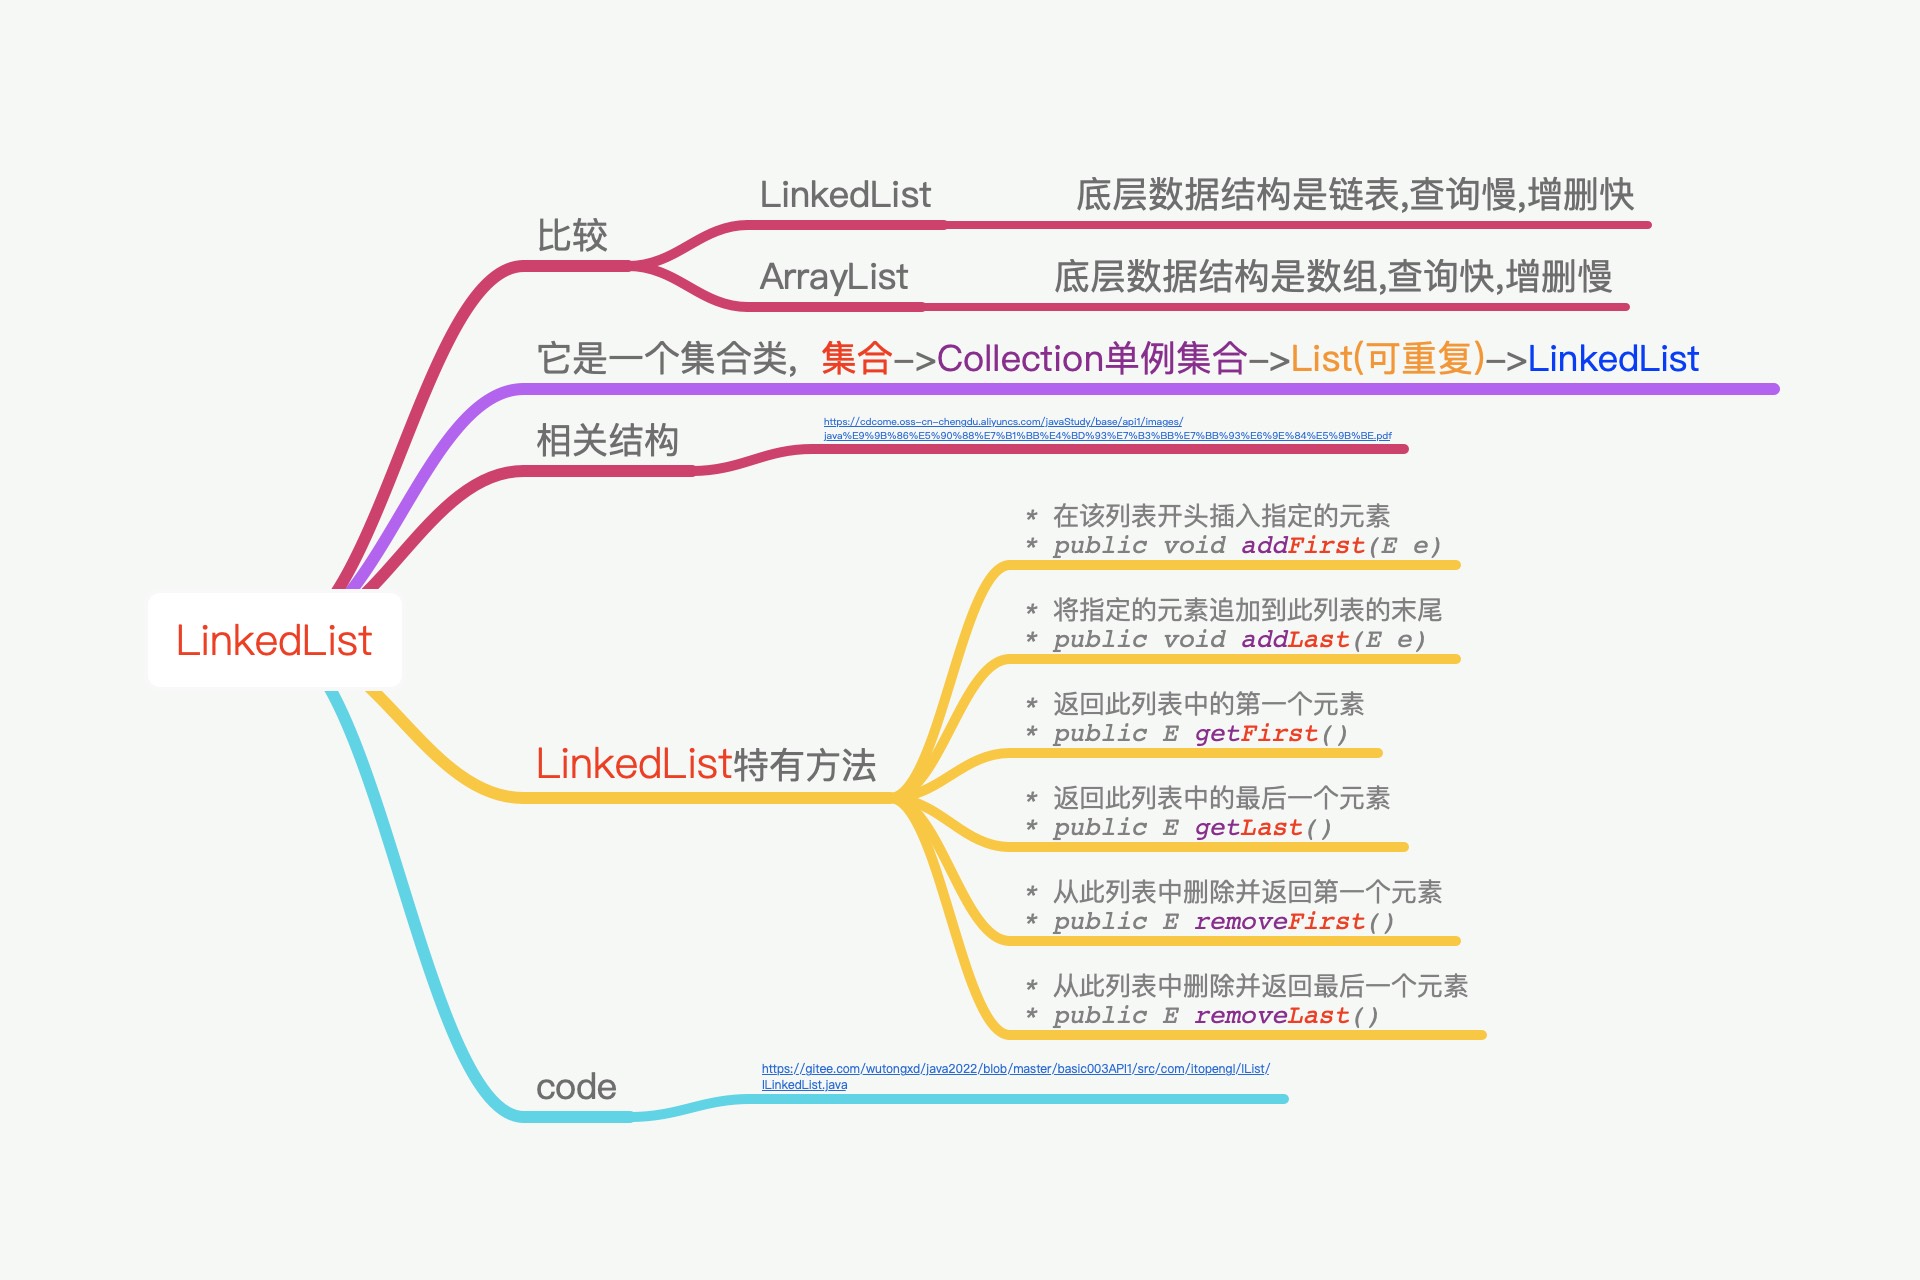 LinkedList
比较
LinkedList
底层数据结构是链表,查询慢,增删快
ArrayList
底层数据结构是数组,查询快,增删慢
它是一个集合类，集合->Collection单例集合->List(可重复)->LinkedList
相关结构
https://cdcome.oss-cn-chengdu.aliyuncs.com/javaStudy/base/api1/images/
java%E9%9B%86%E5%90%88%E7%B1%BB%E4%BD%93%E7%B3%BB%E7%BB%93%E6%9E%84%E5%9B%BE.pdf
LinkedList特有方法
* 在该列表开头插入指定的元素
* public void addFirst(E e)
* 将指定的元素追加到此列表的末尾
* public void addLast(E e)
* 返回此列表中的第一个元素
* public E getFirst()
* 返回此列表中的最后一个元素
* public E getLast()
* 从此列表中删除并返回第一个元素
* public E removeFirst()
* 从此列表中删除并返回最后一个元素
* public E removeLast()
code
https://gitee.com/wutongxd/java2022/blob/master/basic003API1/src/com/itopengl/IList/
ILinkedList.java